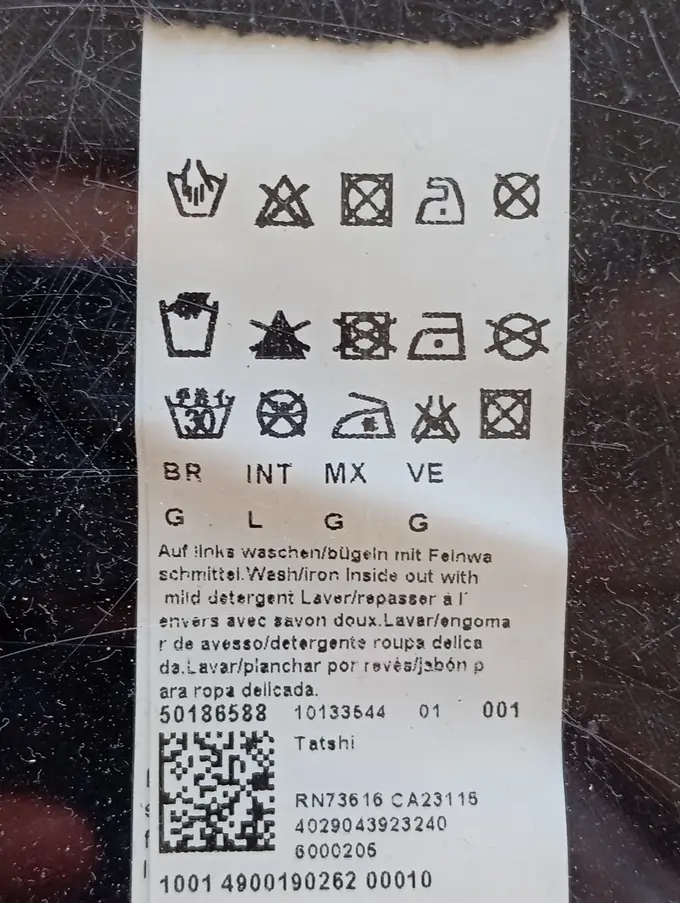 30
BR INT MX VE
G L G G
Auf links waschen/bügeln mit Feinwa
schmittel.Wash/iron inside out with
mild detergent Laver/repasser à l'
envers avec savon doux.Lavar/engoma
r de avesso/detergente roupa delica
da.Lavar/planchar por revés/jabón p
ara ropa delicada.
50186588 10133544 01 001
Tatshi
RN73616 CA23115
4029043923240
6000205
1001 4900190262 00010